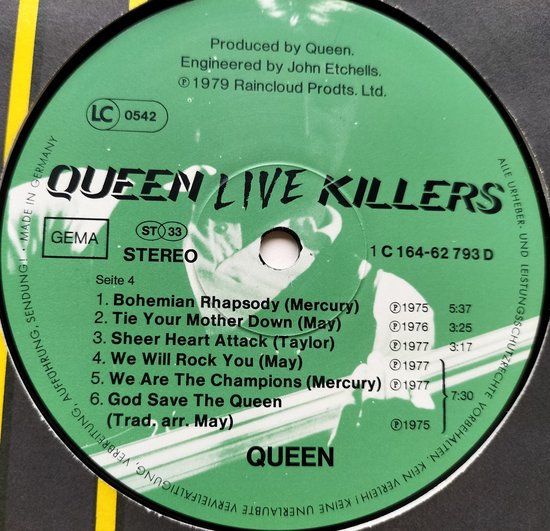 Produced by Queen.
Engineered by John Etchells.
℗ 1979 Raincloud Prodts. Ltd.
LC 0542
QUEEN LIVE KILLERS
GEMA
ST 33
STEREO
1 C 164-62 793 D
Seite 4
1. Bohemian Rhapsody (Mercury) ℗ 1975 5:37
2. Tie Your Mother Down (May) ℗ 1976 3:25
3. Sheer Heart Attack (Taylor) ℗ 1977 3:17
4. We Will Rock You (May) ℗ 1977
5. We Are The Champions (Mercury) ℗ 1977
7:30
6. God Save The Queen
(Trad. arr. May) ℗ 1975
QUEEN
ALLE URHEBER- UND LEISTUNGSSCHUTZRECHTE VORBEHALTEN. KEIN VERLEIH! KEINE UNERLAUBTE VERVIELFÄLTIGUNG, VERBREITUNG, AUFFÜHRUNG, SENDUNG! · MADE IN GERMANY